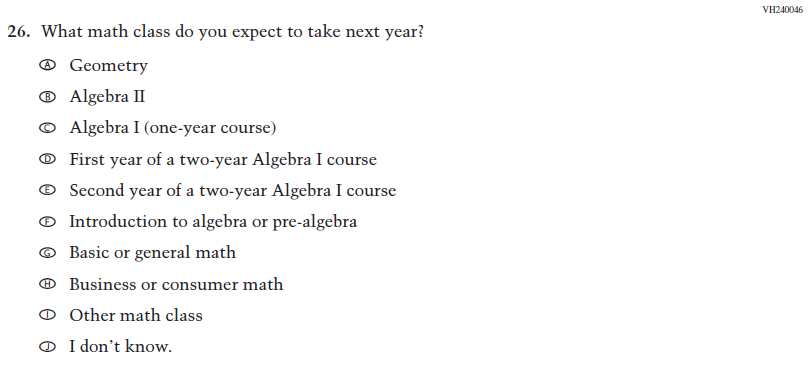 VH240046
26. What math class do you expect to take next year?
A Geometry
B Algebra II
C Algebra I (one-year course)
D First year of a two-year Algebra I course
E Second year of a two-year Algebra I course
F Introduction to algebra or pre-algebra
G Basic or general math
H Business or consumer math
I Other math class
J I don’t know.